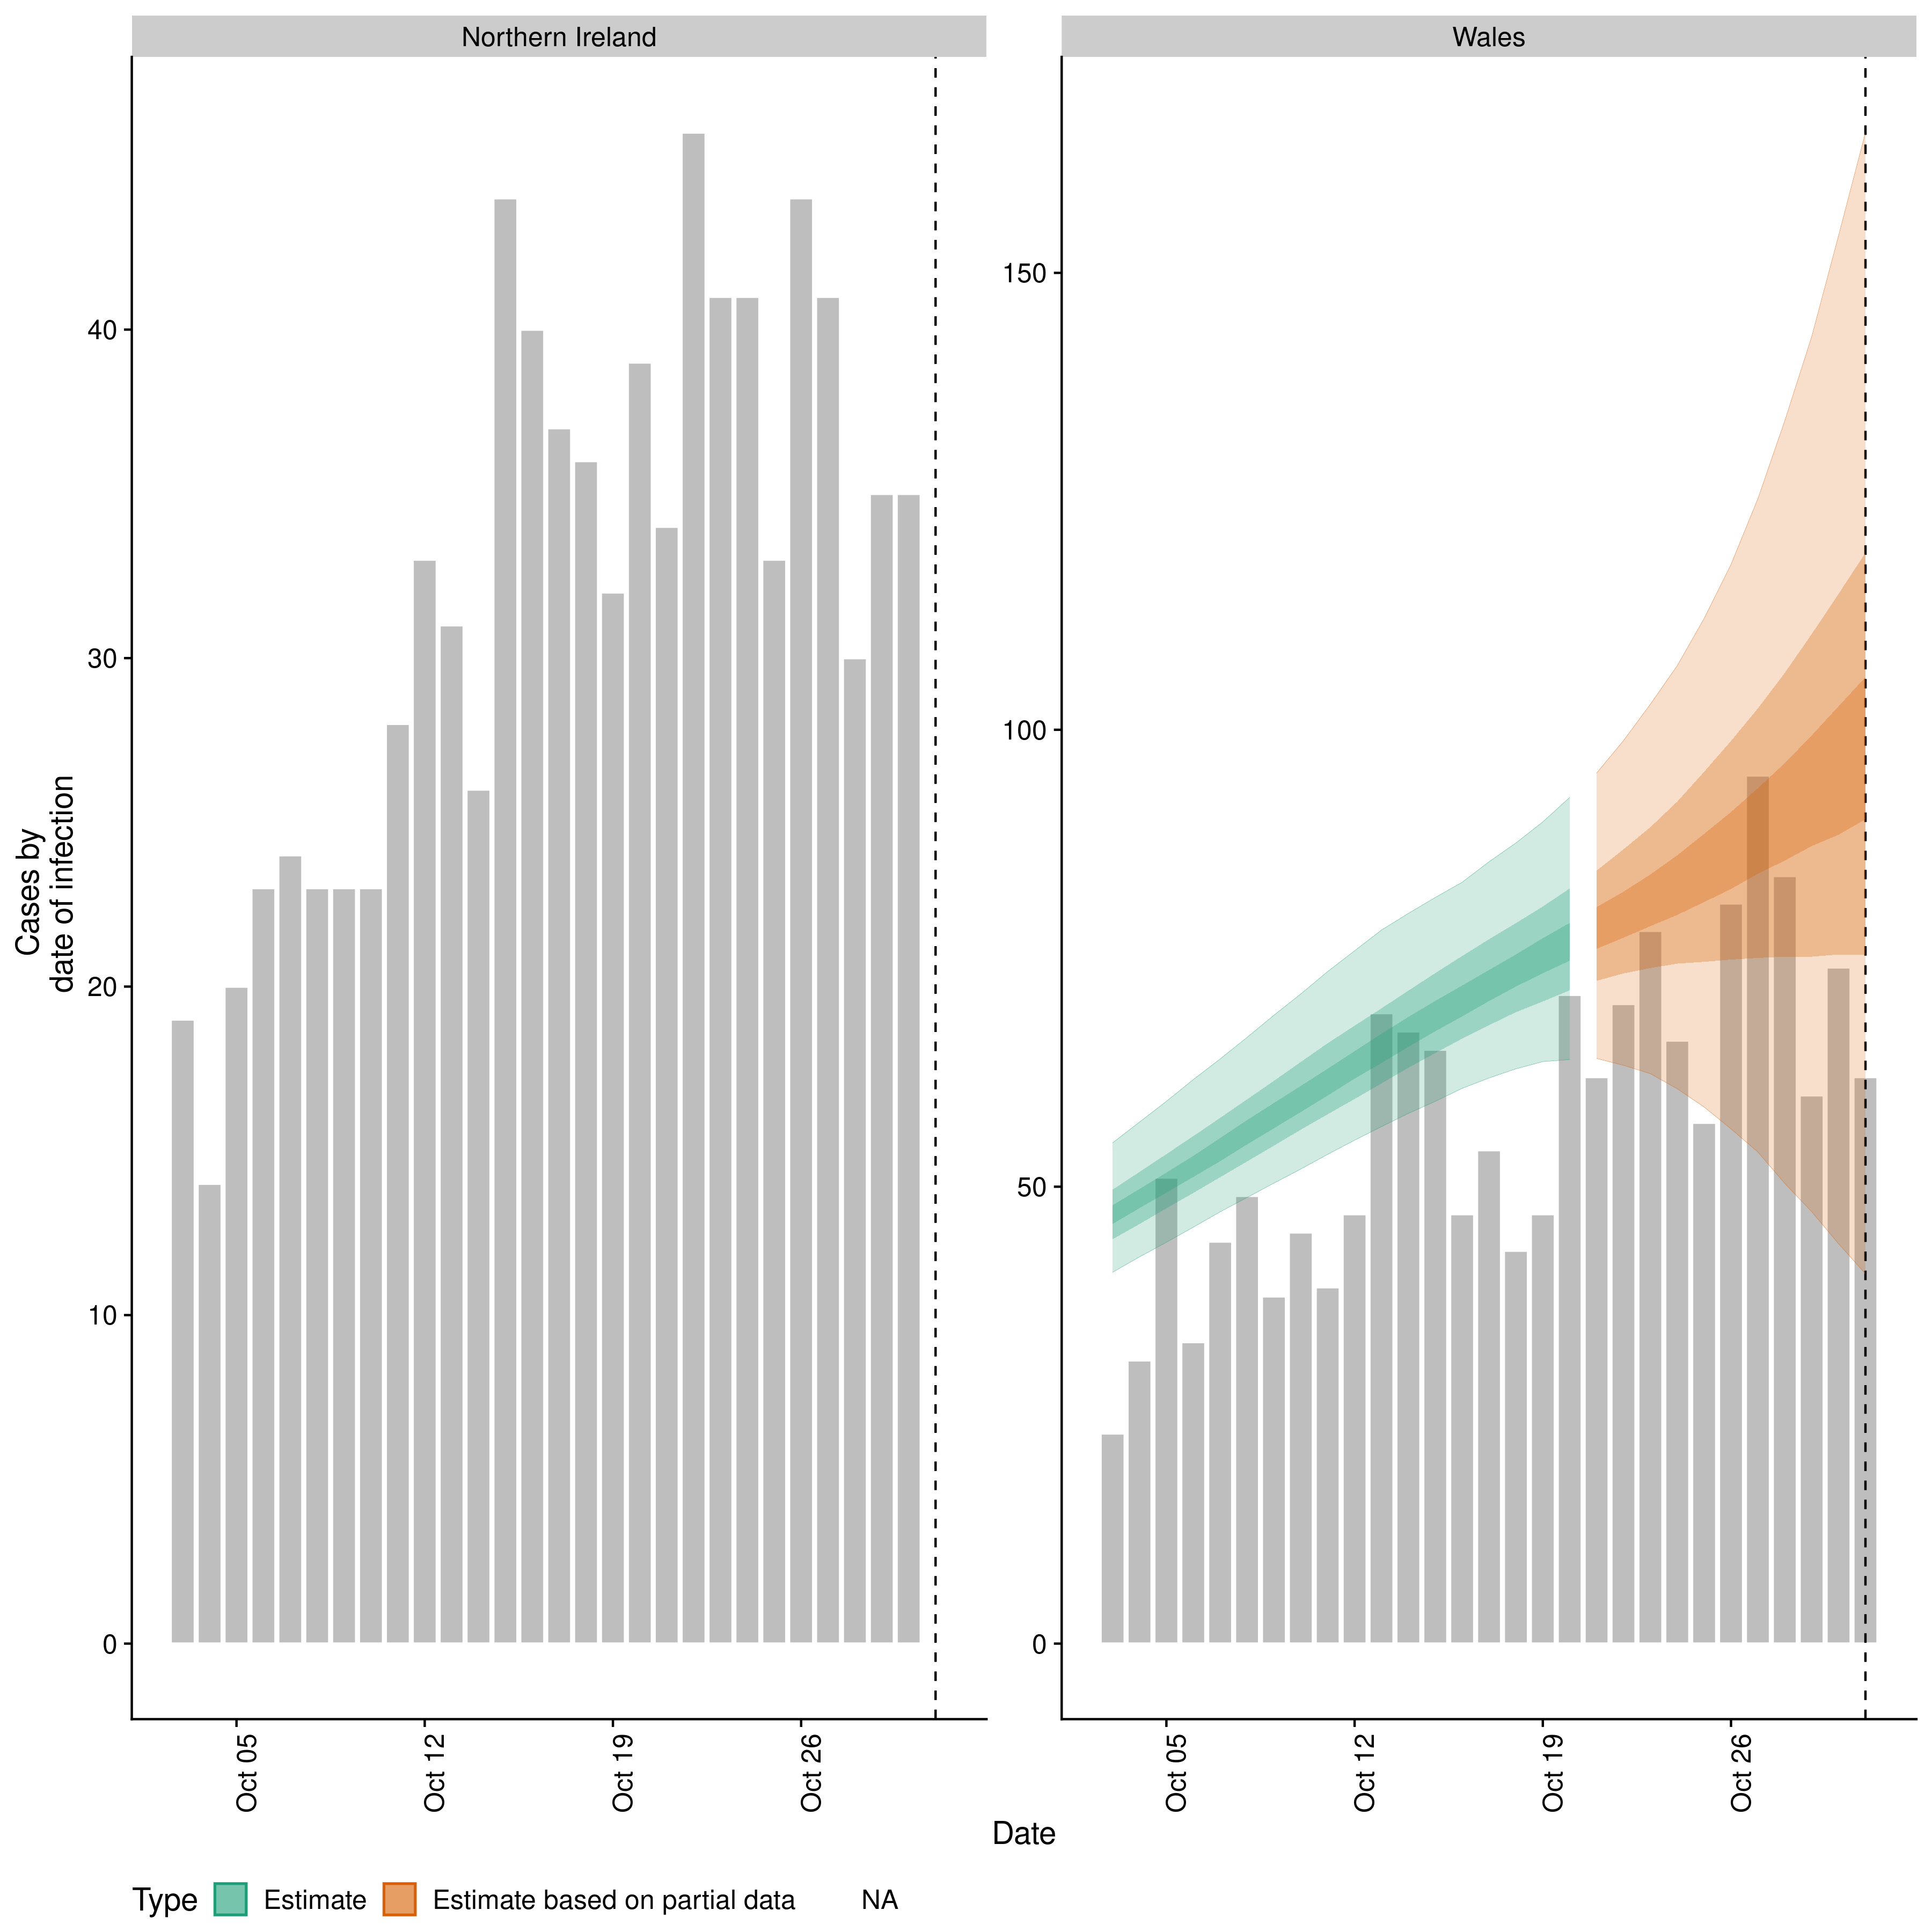 Northern Ireland
Wales
Cases by
date of infection
40
30
20
10
0
150
100
50
0
Oct 05
Oct 12
Oct 19
Oct 26
Oct 05
Oct 12
Oct 19
Oct 26
Date
Type Estimate Estimate based on partial data NA